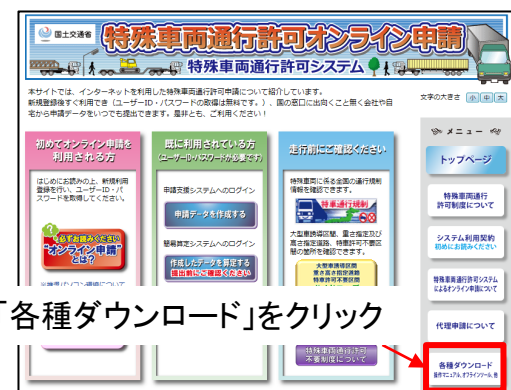 国土交通省
特殊車両通行許可オンライン申請
特殊車両通行許可システム
本サイトでは、インターネットを利用した特殊車両通行許可申請について紹介しています。
新規登録後すぐ利用でき（ユーザーID・パスワードの取得は無料です。）、国の窓口に出向くこと無く会社や自
宅から申請データをいつでも提出できます。是非とも、ご利用ください！
文字の大きさ 小 中 大
初めてオンライン申請を
利用される方
はじめにお読みの上、新規利用
登録を行い、ユーザーID・パ
スワードを取得してください。
必ずお読みください
"オンライン申請"
とは？
既に利用されている方
（ユーザーID・パスワードが必要です）
申請支援システムへのログイン
申請データを作成する
簡易算定システムへのログイン
作成したデータを算定する
提出前にご確認ください
走行前にご確認ください
特殊車両に係る全国の通行規制
情報を確認できます。
特車通行規制
大型車誘導区間、重さ指定及び
高さ指定道路、特車許可不要区
間の箇所を確認できます。
大型車誘導区間
重さ高さ指定道路
特車許可不要区間
特殊車両通行許可
不要制度について
メニュー
トップページ
特殊車両通行
許可制度について
システム利用規約
初めにお読みください
特殊車両通行許可システム
によるオンライン申請について
代理申請について
各種ダウンロード
操作マニュアル、オフラインツール、他
「各種ダウンロード」をクリック